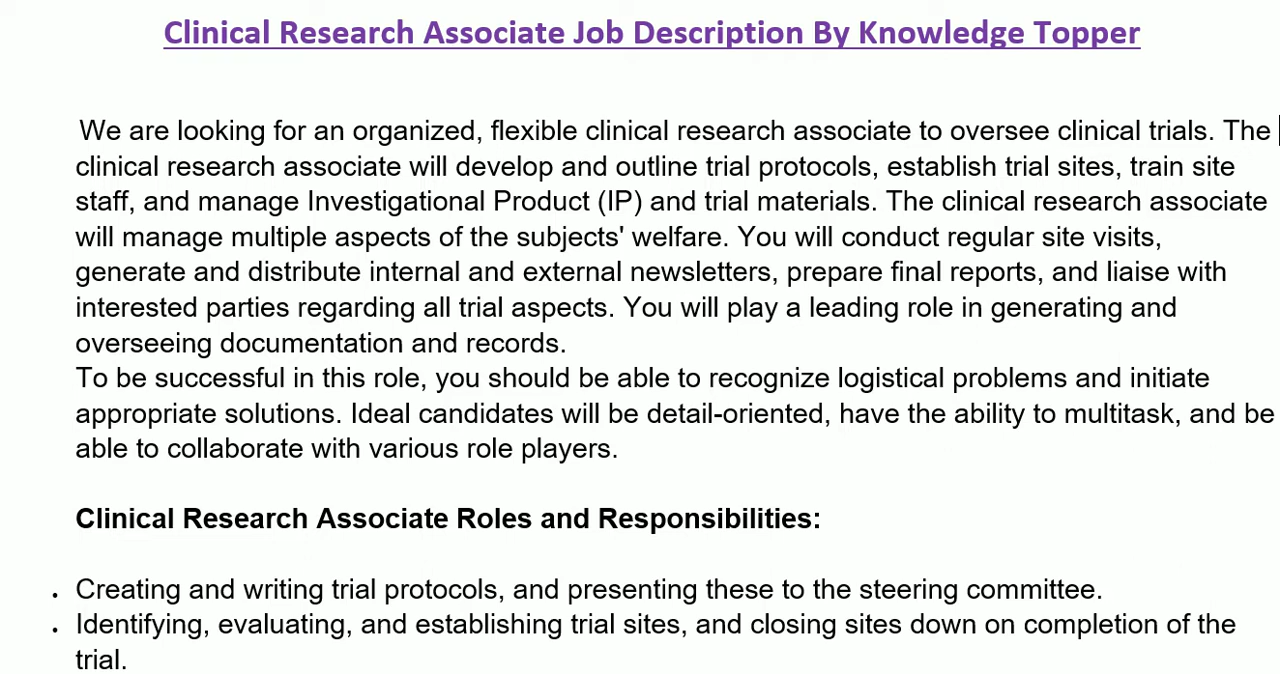 Clinical Research Associate Job Description By Knowledge Topper
We are looking for an organized, flexible clinical research associate to oversee clinical trials. The
clinical research associate will develop and outline trial protocols, establish trial sites, train site
staff, and manage Investigational Product (IP) and trial materials. The clinical research associate
will manage multiple aspects of the subjects' welfare. You will conduct regular site visits,
generate and distribute internal and external newsletters, prepare final reports, and liaise with
interested parties regarding all trial aspects. You will play a leading role in generating and
overseeing documentation and records.
To be successful in this role, you should be able to recognize logistical problems and initiate
appropriate solutions. Ideal candidates will be detail-oriented, have the ability to multitask, and be
able to collaborate with various role players.
Clinical Research Associate Roles and Responsibilities:
• Creating and writing trial protocols, and presenting these to the steering committee.
• Identifying, evaluating, and establishing trial sites, and closing sites down on completion of the
trial.